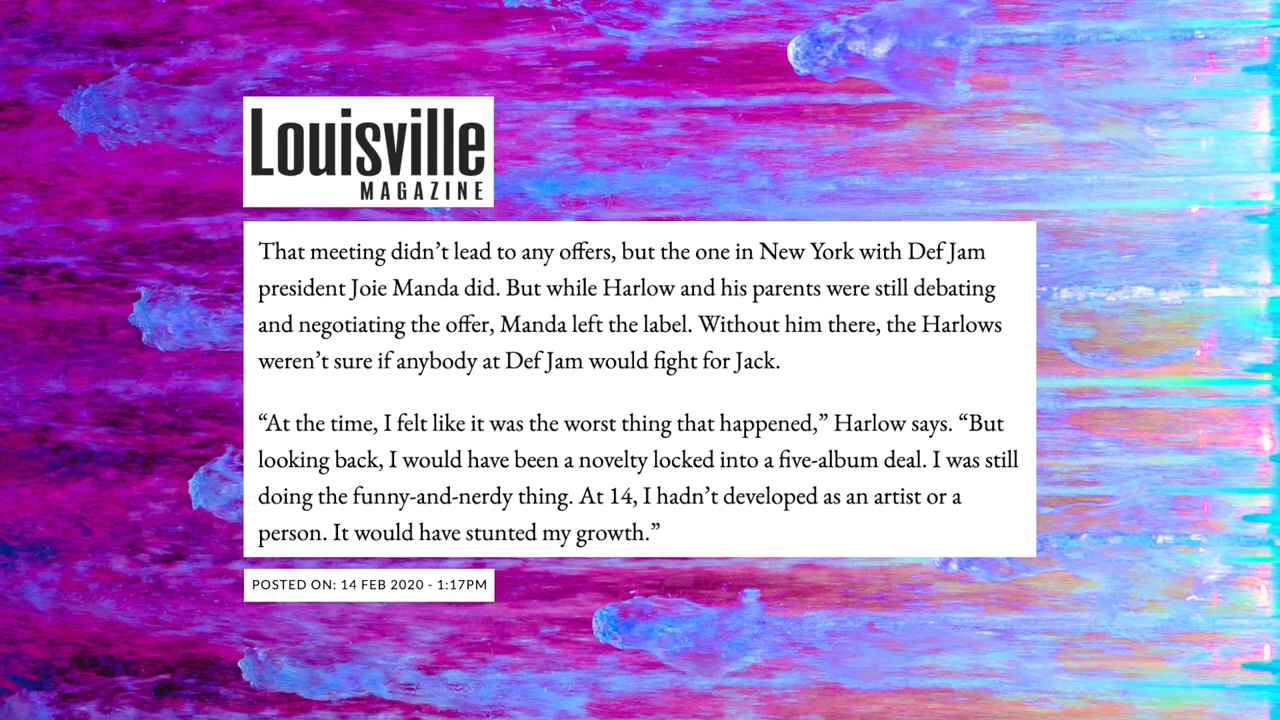 Louisville
MAGAZINE
That meeting didn’t lead to any offers, but the one in New York with Def Jam
president Joie Manda did. But while Harlow and his parents were still debating
and negotiating the offer, Manda left the label. Without him there, the Harlows
weren’t sure if anybody at Def Jam would fight for Jack.
“At the time, I felt like it was the worst thing that happened,” Harlow says. “But
looking back, I would have been a novelty locked into a five-album deal. I was still
doing the funny-and-nerdy thing. At 14, I hadn’t developed as an artist or a
person. It would have stunted my growth.”
POSTED ON: 14 FEB 2020 - 1:17PM